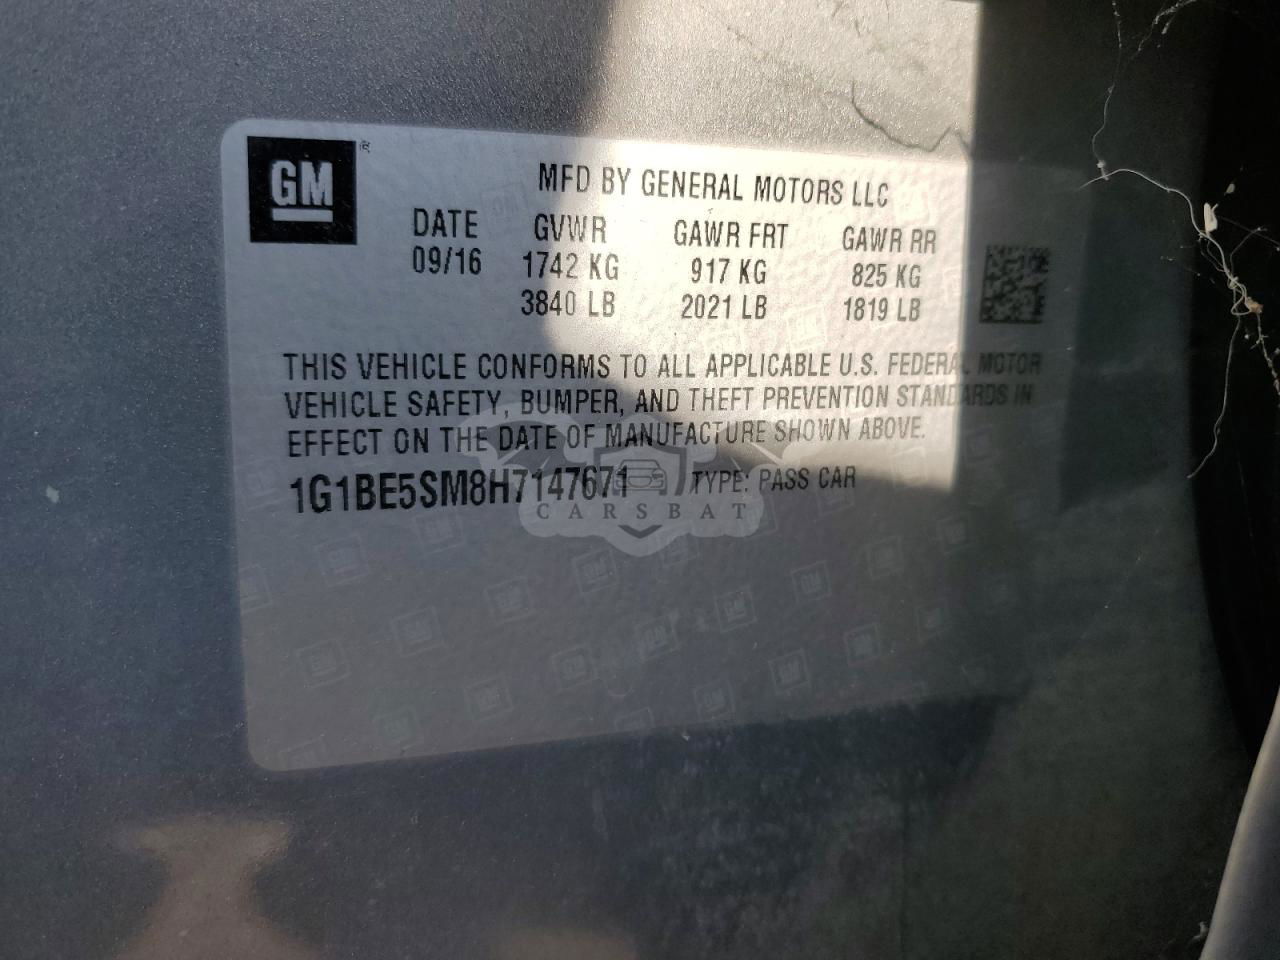 GM
MFD BY GENERAL MOTORS LLC
DATE GVWR GAWR FRT GAWR RR
09/16 1742 KG 917 KG 825 KG
3840 LB 2021 LB 1819 LB
THIS VEHICLE CONFORMS TO ALL APPLICABLE U.S. FEDERAL MOTOR
VEHICLE SAFETY, BUMPER, AND THEFT PREVENTION STANDARDS IN
EFFECT ON THE DATE OF MANUFACTURE SHOWN ABOVE.
1G1BE5SM8H7147671 TYPE: PASS CAR
CARSBAT